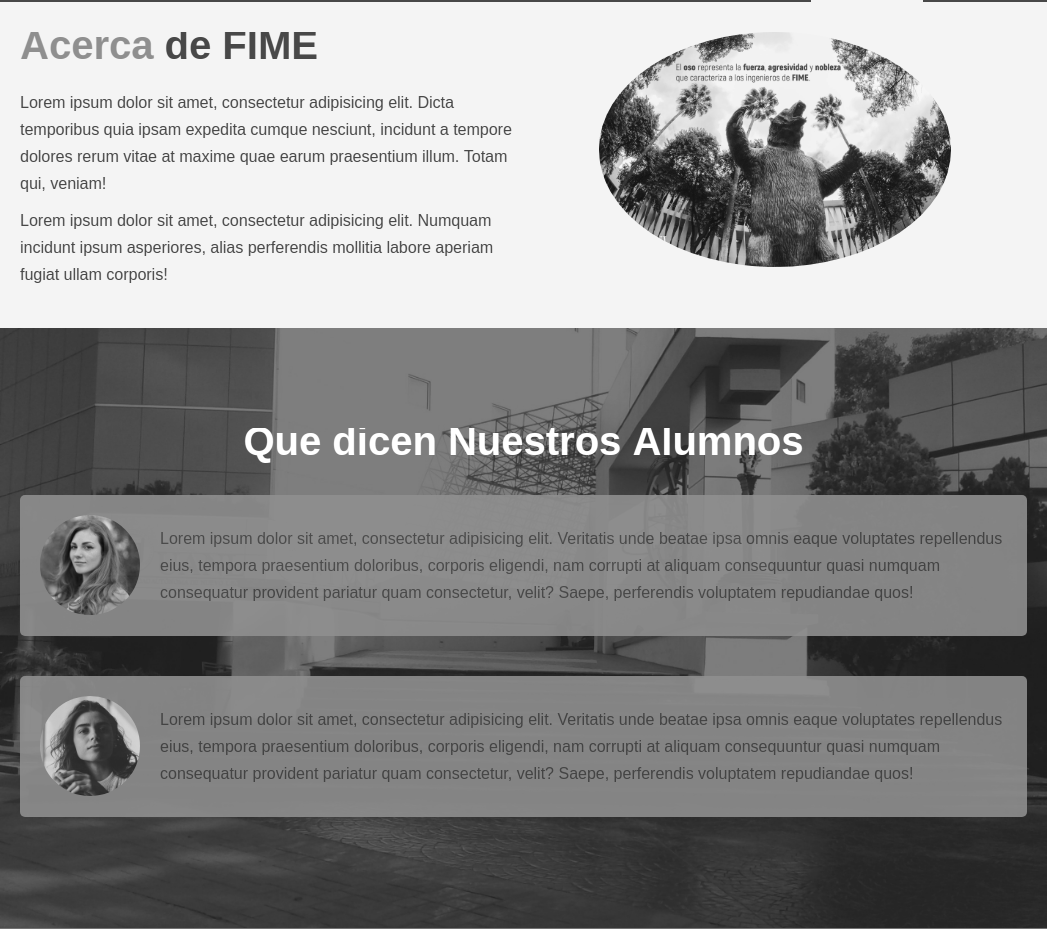 Acerca de FIME
Lorem ipsum dolor sit amet, consectetur adipisicing elit. Dicta
temporibus quia ipsam expedita cumque nesciunt, incidunt a tempore
dolores rerum vitae at maxime quae earum praesentium illum. Totam
qui, veniam!
Lorem ipsum dolor sit amet, consectetur adipisicing elit. Numquam
incidunt ipsum asperiores, alias perferendis mollitia labore aperiam
fugiat ullam corporis!
El oso representa la fuerza, agresividad y nobleza
que caracteriza a los ingenieros de FIME.
Que dicen Nuestros Alumnos
Lorem ipsum dolor sit amet, consectetur adipisicing elit. Veritatis unde beatae ipsa omnis eaque voluptates repellendus
eius, tempora praesentium doloribus, corporis eligendi, nam corrupti at aliquam consequuntur quasi numquam
consequatur provident pariatur quam consectetur, velit? Saepe, perferendis voluptatem repudiandae quos!
Lorem ipsum dolor sit amet, consectetur adipisicing elit. Veritatis unde beatae ipsa omnis eaque voluptates repellendus
eius, tempora praesentium doloribus, corporis eligendi, nam corrupti at aliquam consequuntur quasi numquam
consequatur provident pariatur quam consectetur, velit? Saepe, perferendis voluptatem repudiandae quos!